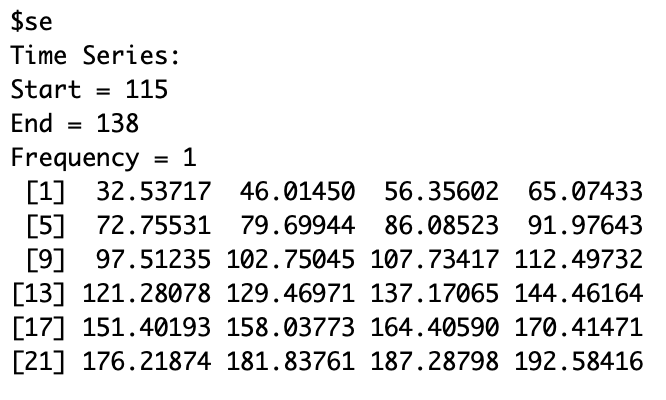 $se
Time Series:
Start = 115
End = 138
Frequency = 1
[1] 32.53717 46.01450 56.35602 65.07433
[5] 72.75531 79.69944 86.08523 91.97643
[9] 97.51235 102.75045 107.73417 112.49732
[13] 121.28078 129.46971 137.17065 144.46164
[17] 151.40193 158.03773 164.40590 170.41471
[21] 176.21874 181.83761 187.28798 192.58416